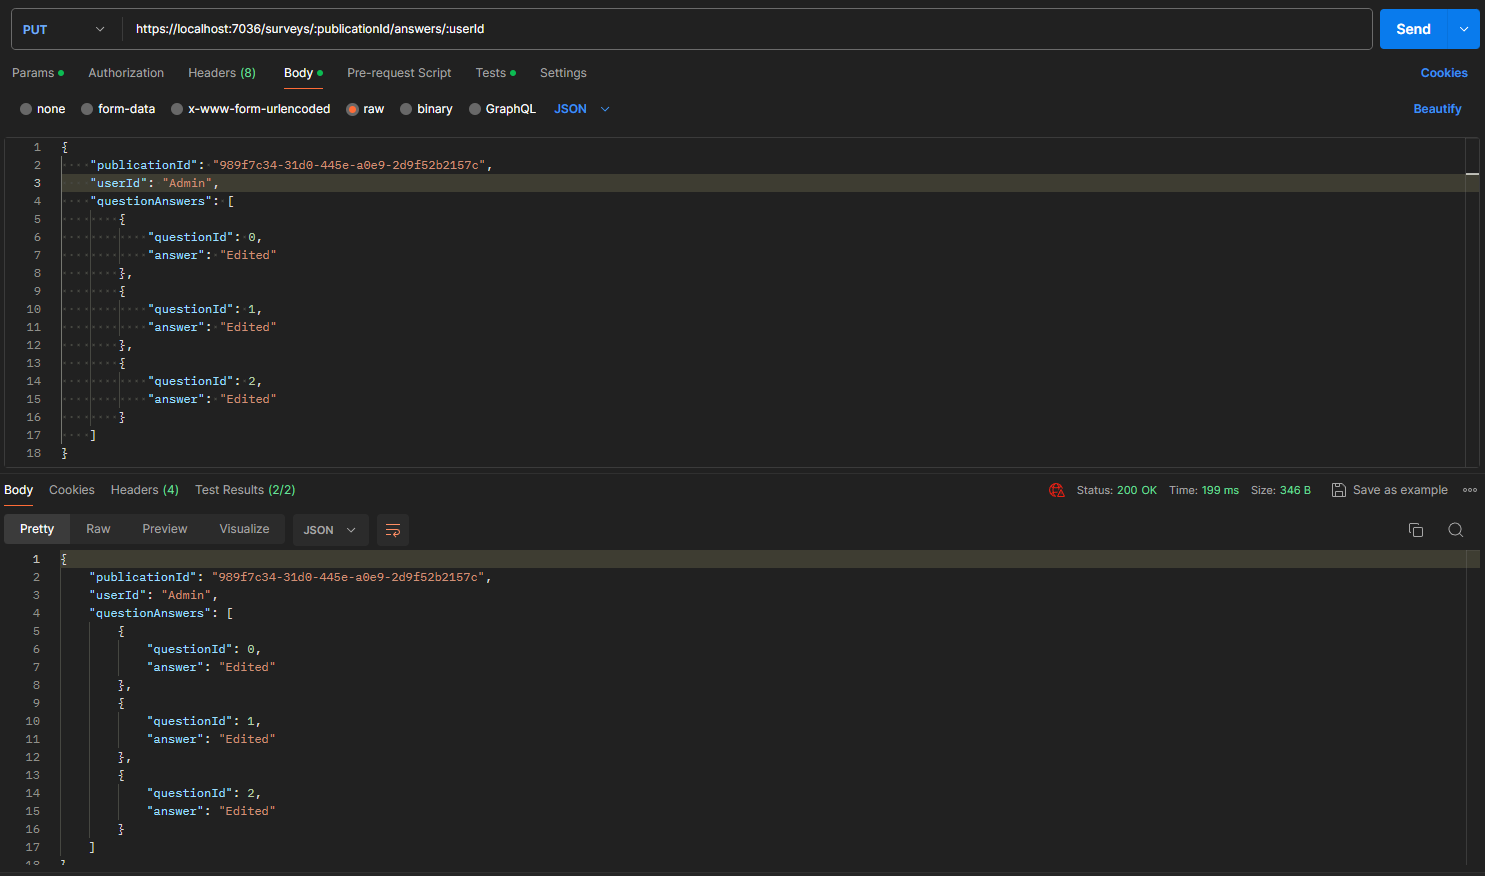 PUT https://localhost:7036/surveys/:publicationId/answers/:userId Send
Params Authorization Headers (8) Body Pre-request Script Tests Settings Cookies
none form-data x-www-form-urlencoded raw binary GraphQL JSON Beautify
1 {
2 "publicationId": "989f7c34-31d0-445e-a0e9-2d9f52b2157c",
3 "userId": "Admin",
4 "questionAnswers": [
5 {
6 "questionId": 0,
7 "answer": "Edited"
8 },
9 {
10 "questionId": 1,
11 "answer": "Edited"
12 },
13 {
14 "questionId": 2,
15 "answer": "Edited"
16 }
17 ]
18 }
Body Cookies Headers (4) Test Results (2/2) Status: 200 OK Time: 199 ms Size: 346 B Save as example
Pretty Raw Preview Visualize JSON
1 {
2 "publicationId": "989f7c34-31d0-445e-a0e9-2d9f52b2157c",
3 "userId": "Admin",
4 "questionAnswers": [
5 {
6 "questionId": 0,
7 "answer": "Edited"
8 },
9 {
10 "questionId": 1,
11 "answer": "Edited"
12 },
13 {
14 "questionId": 2,
15 "answer": "Edited"
16 }
17 ]
18 }